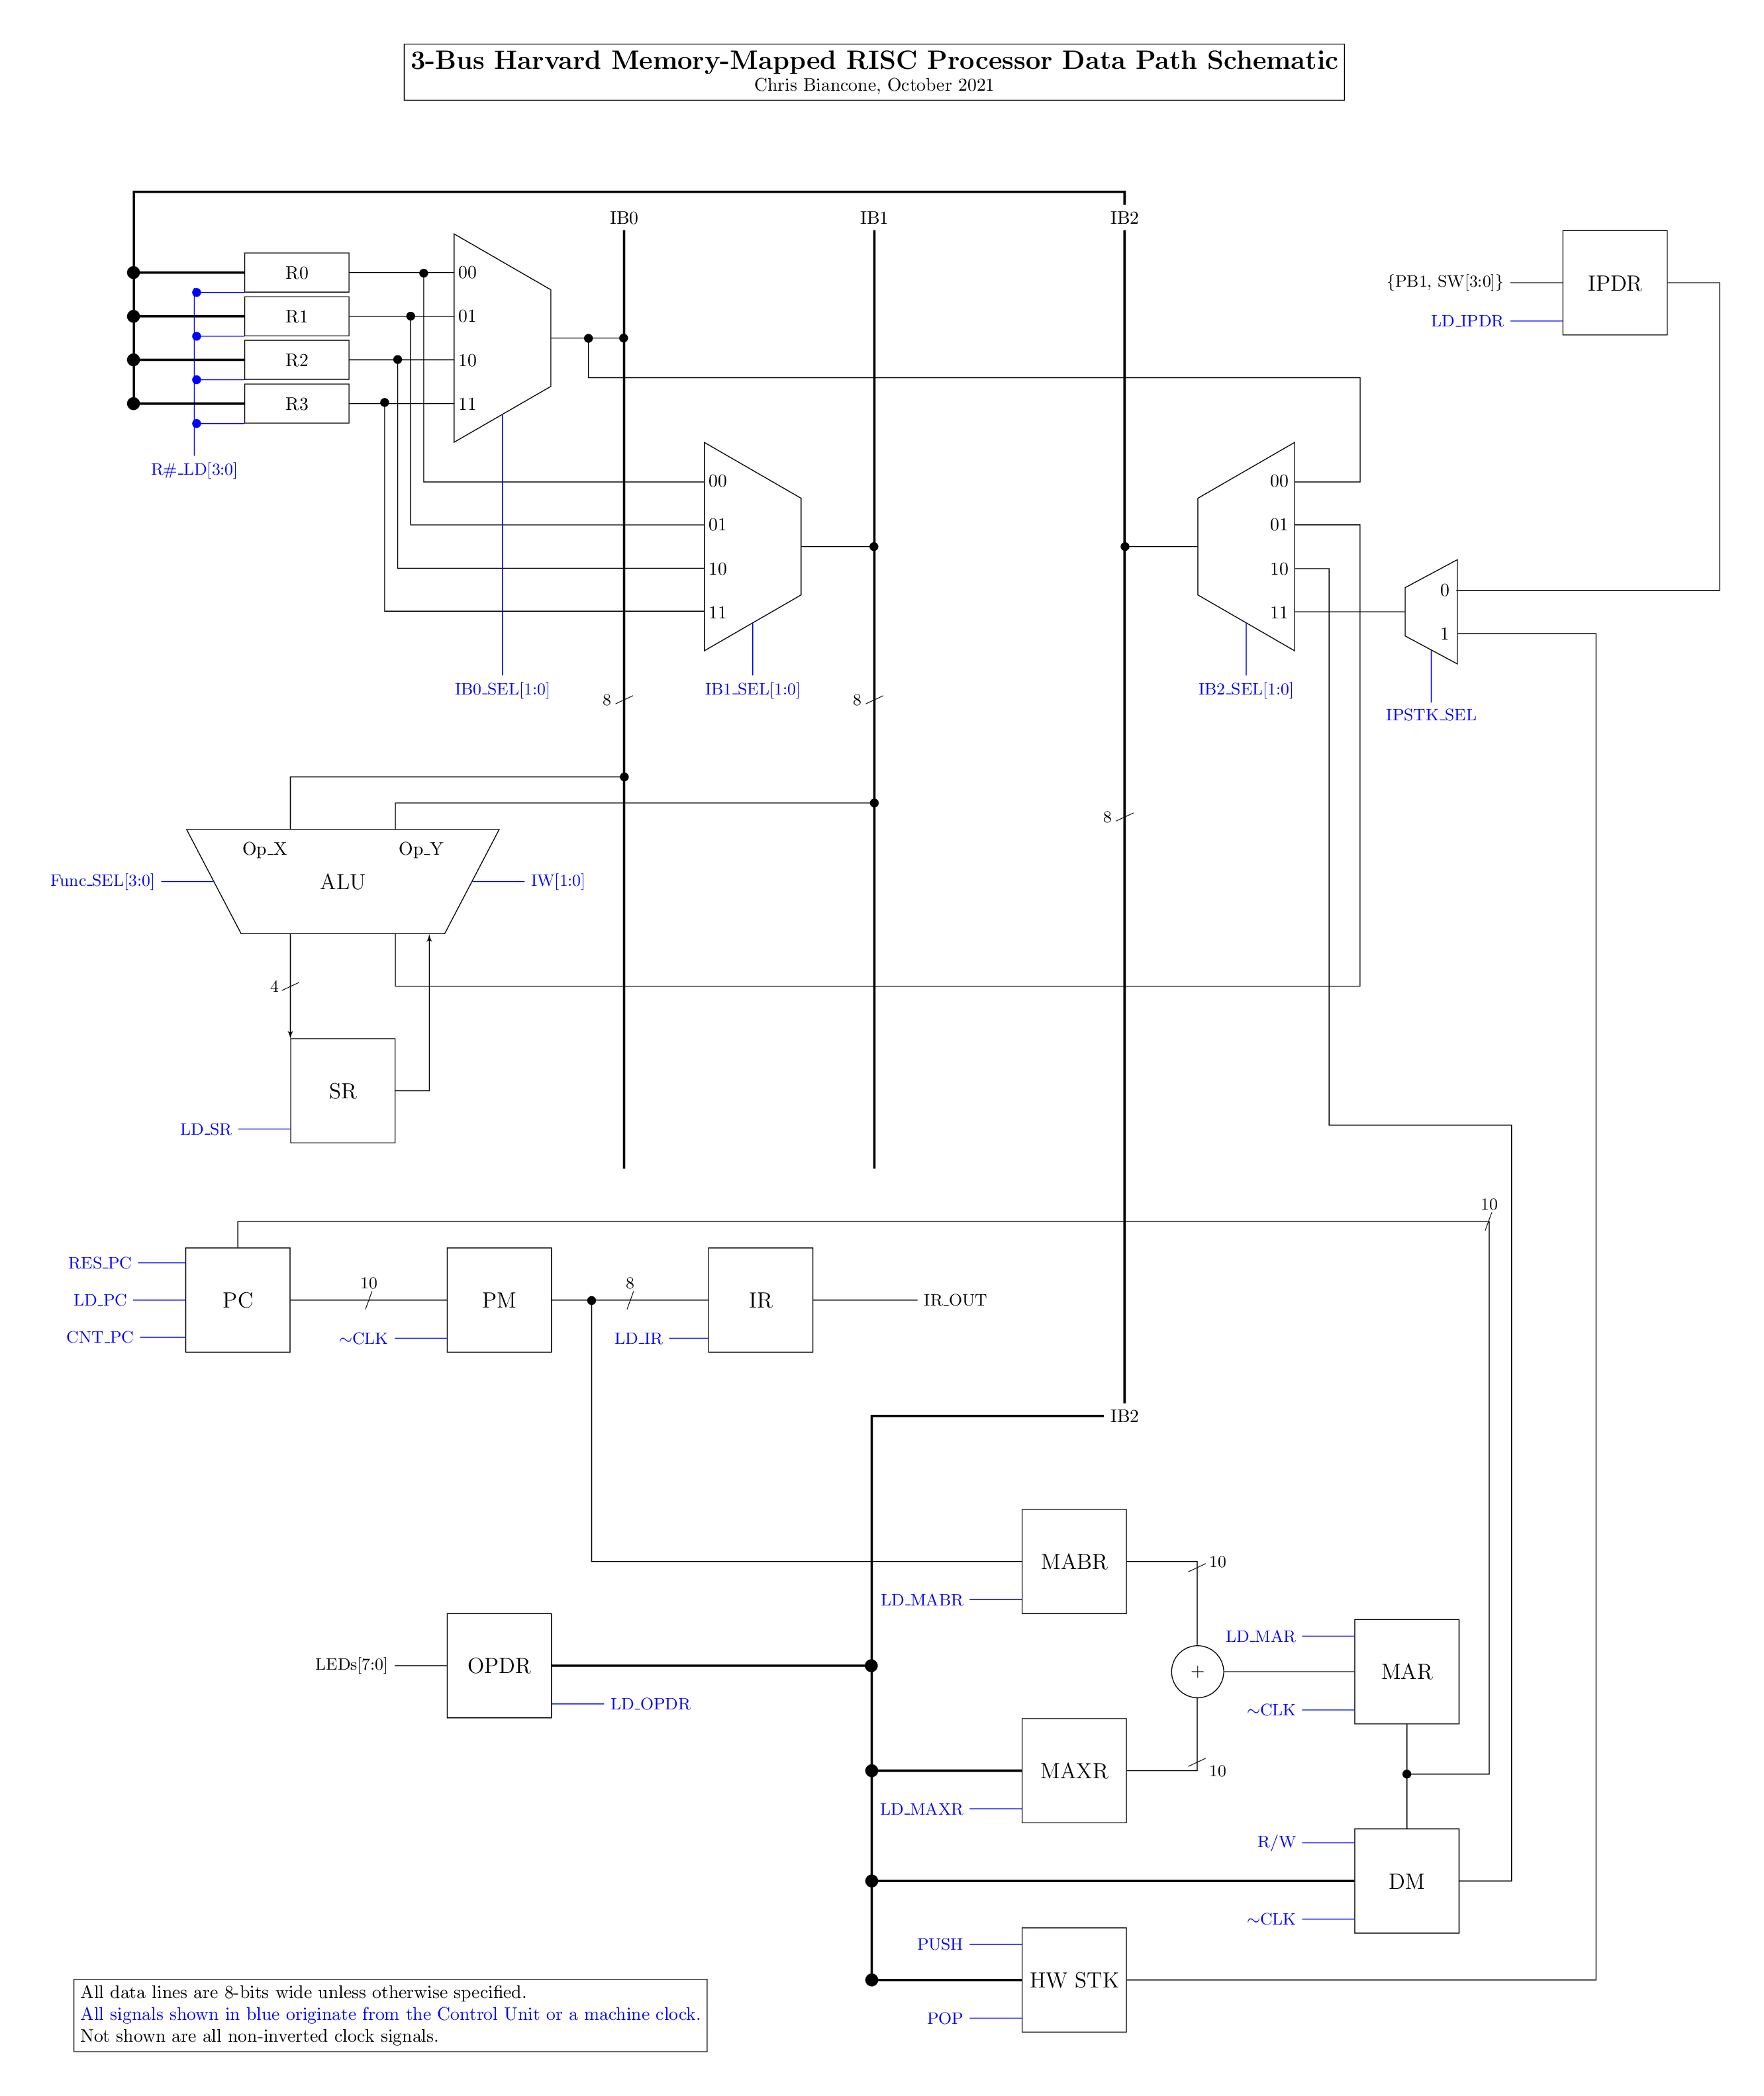 3-Bus Harvard Memory-Mapped RISC Processor Data Path Schematic
Chris Biancone, October 2021
IB0
IB1
IB2
R0
R1
R2
R3
00
01
10
11
R#_LD[3:0]
{PB1, SW[3:0]}
LD_IPDR
IPDR
00
01
10
11
00
01
10
11
0
1
IB0_SEL[1:0]
IB1_SEL[1:0]
IB2_SEL[1:0]
IPSTK_SEL
8
8
8
Op_X
Op_Y
Func_SEL[3:0]
ALU
IW[1:0]
4
SR
LD_SR
10
RES_PC
LD_PC
CNT_PC
PC
10
PM
~CLK
8
IR
LD_IR
IR_OUT
IB2
MABR
10
LD_MABR
LEDs[7:0]
OPDR
LD_OPDR
+
LD_MAR
MAR
~CLK
MAXR
10
LD_MAXR
R/W
DM
~CLK
PUSH
HW STK
POP
All data lines are 8-bits wide unless otherwise specified.
All signals shown in blue originate from the Control Unit or a machine clock.
Not shown are all non-inverted clock signals.